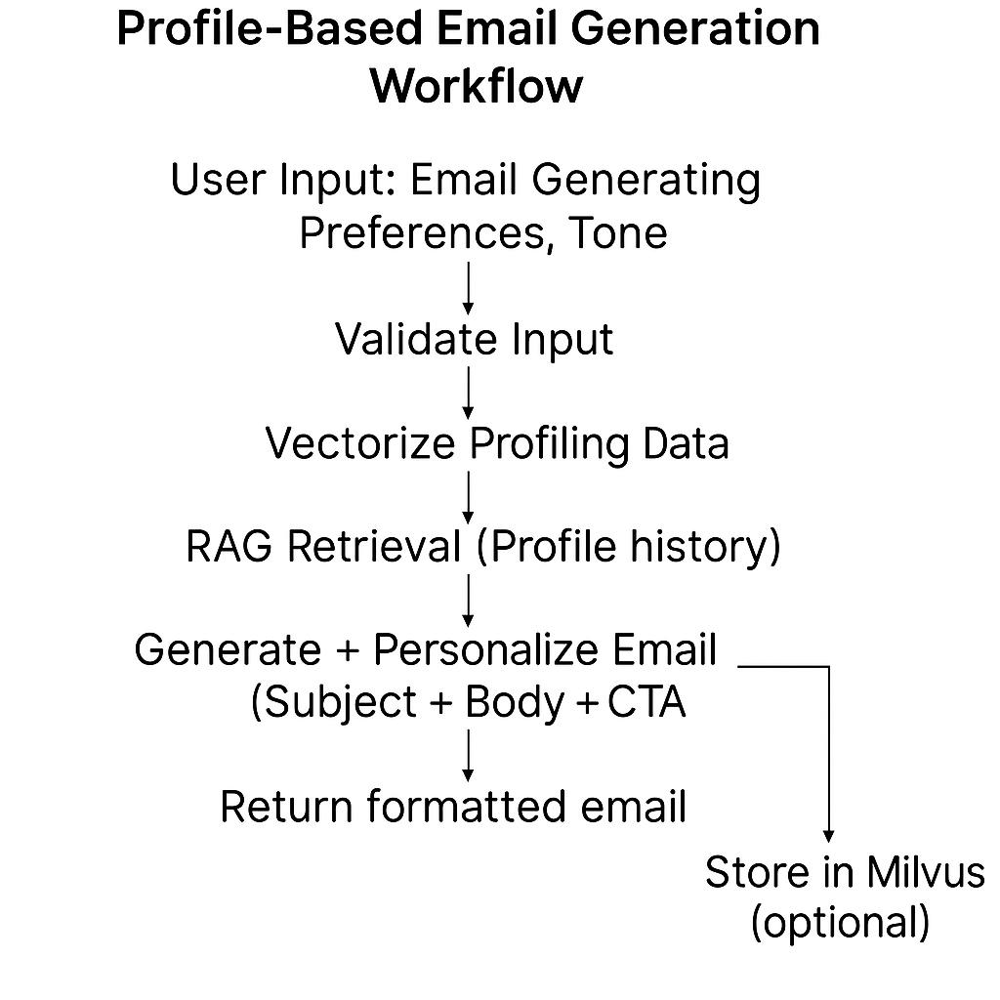 Profile-Based Email Generation
Workflow
User Input: Email Generating
Preferences, Tone
Validate Input
Vectorize Profiling Data
RAG Retrieval (Profile history)
Generate + Personalize Email
(Subject + Body + CTA
Return formatted email
Store in Milvus
(optional)